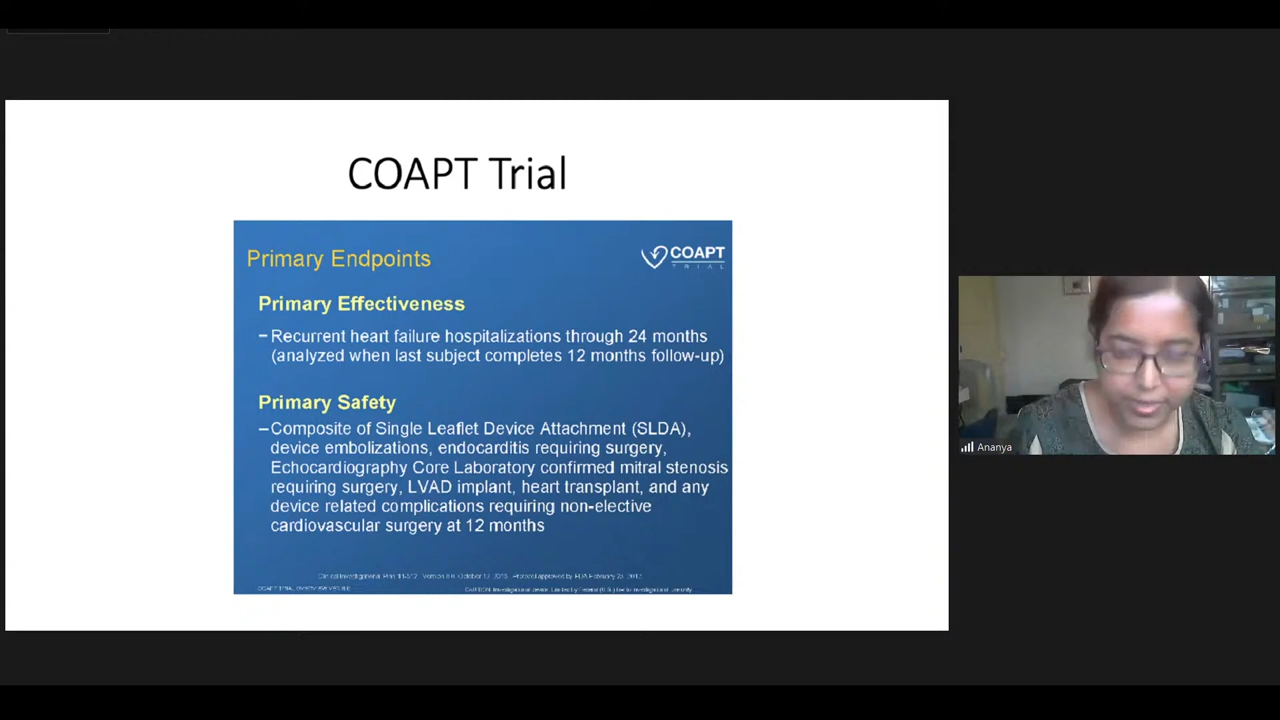 COAPT Trial
Primary Endpoints
COAPT
TRIAL
Primary Effectiveness
– Recurrent heart failure hospitalizations through 24 months
(analyzed when last subject completes 12 months follow-up)
Primary Safety
– Composite of Single Leaflet Device Attachment (SLDA),
device embolizations, endocarditis requiring surgery,
Echocardiography Core Laboratory confirmed mitral stenosis
requiring surgery, LVAD implant, heart transplant, and any
device related complications requiring non-elective
cardiovascular surgery at 12 months
Ananya